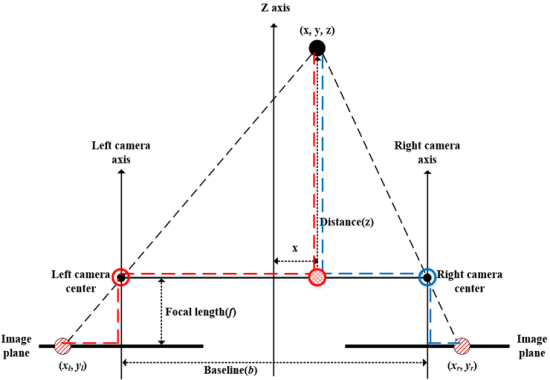 Z axis
(x, y, z)
Left camera
axis
Right camera
axis
Distance(z)
x
Left camera
center
Right camera
center
Focal length(f)
Image
plane
Image
plane
(xl, yl)
(xr, yr)
Baseline(b)